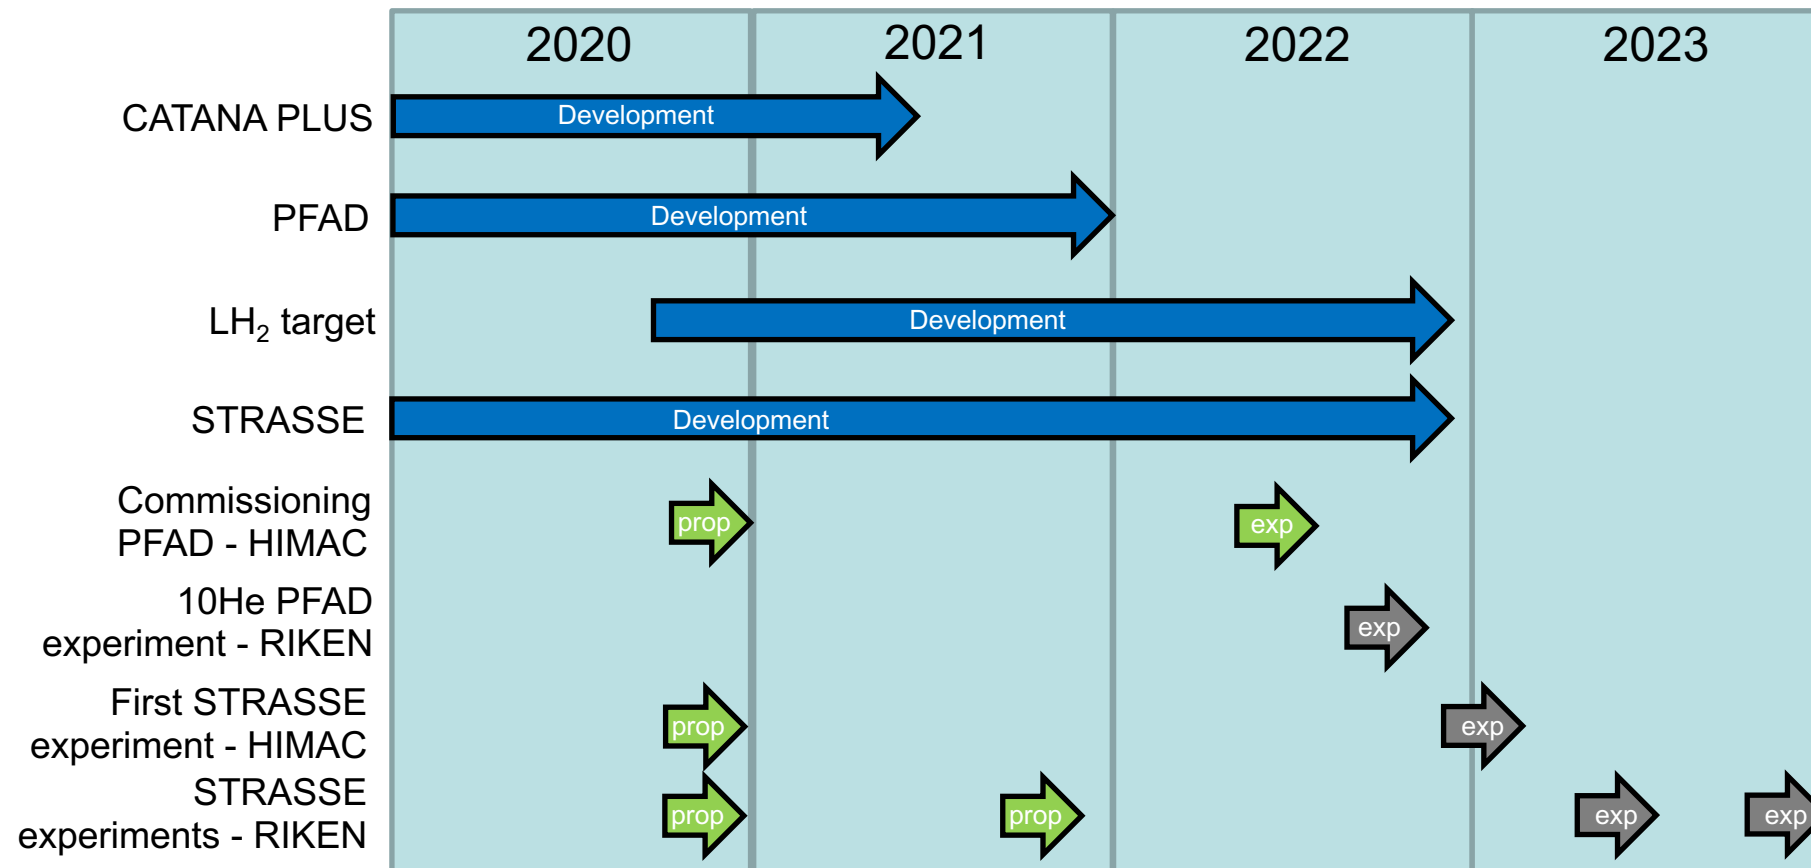 2020 2021 2022 2023
CATANA PLUS Development
PFAD Development
LH₂ target Development
STRASSE Development
Commissioning
PFAD - HIMAC prop exp
10He PFAD
experiment - RIKEN exp
First STRASSE
experiment - HIMAC prop exp
STRASSE
experiments - RIKEN prop prop exp exp